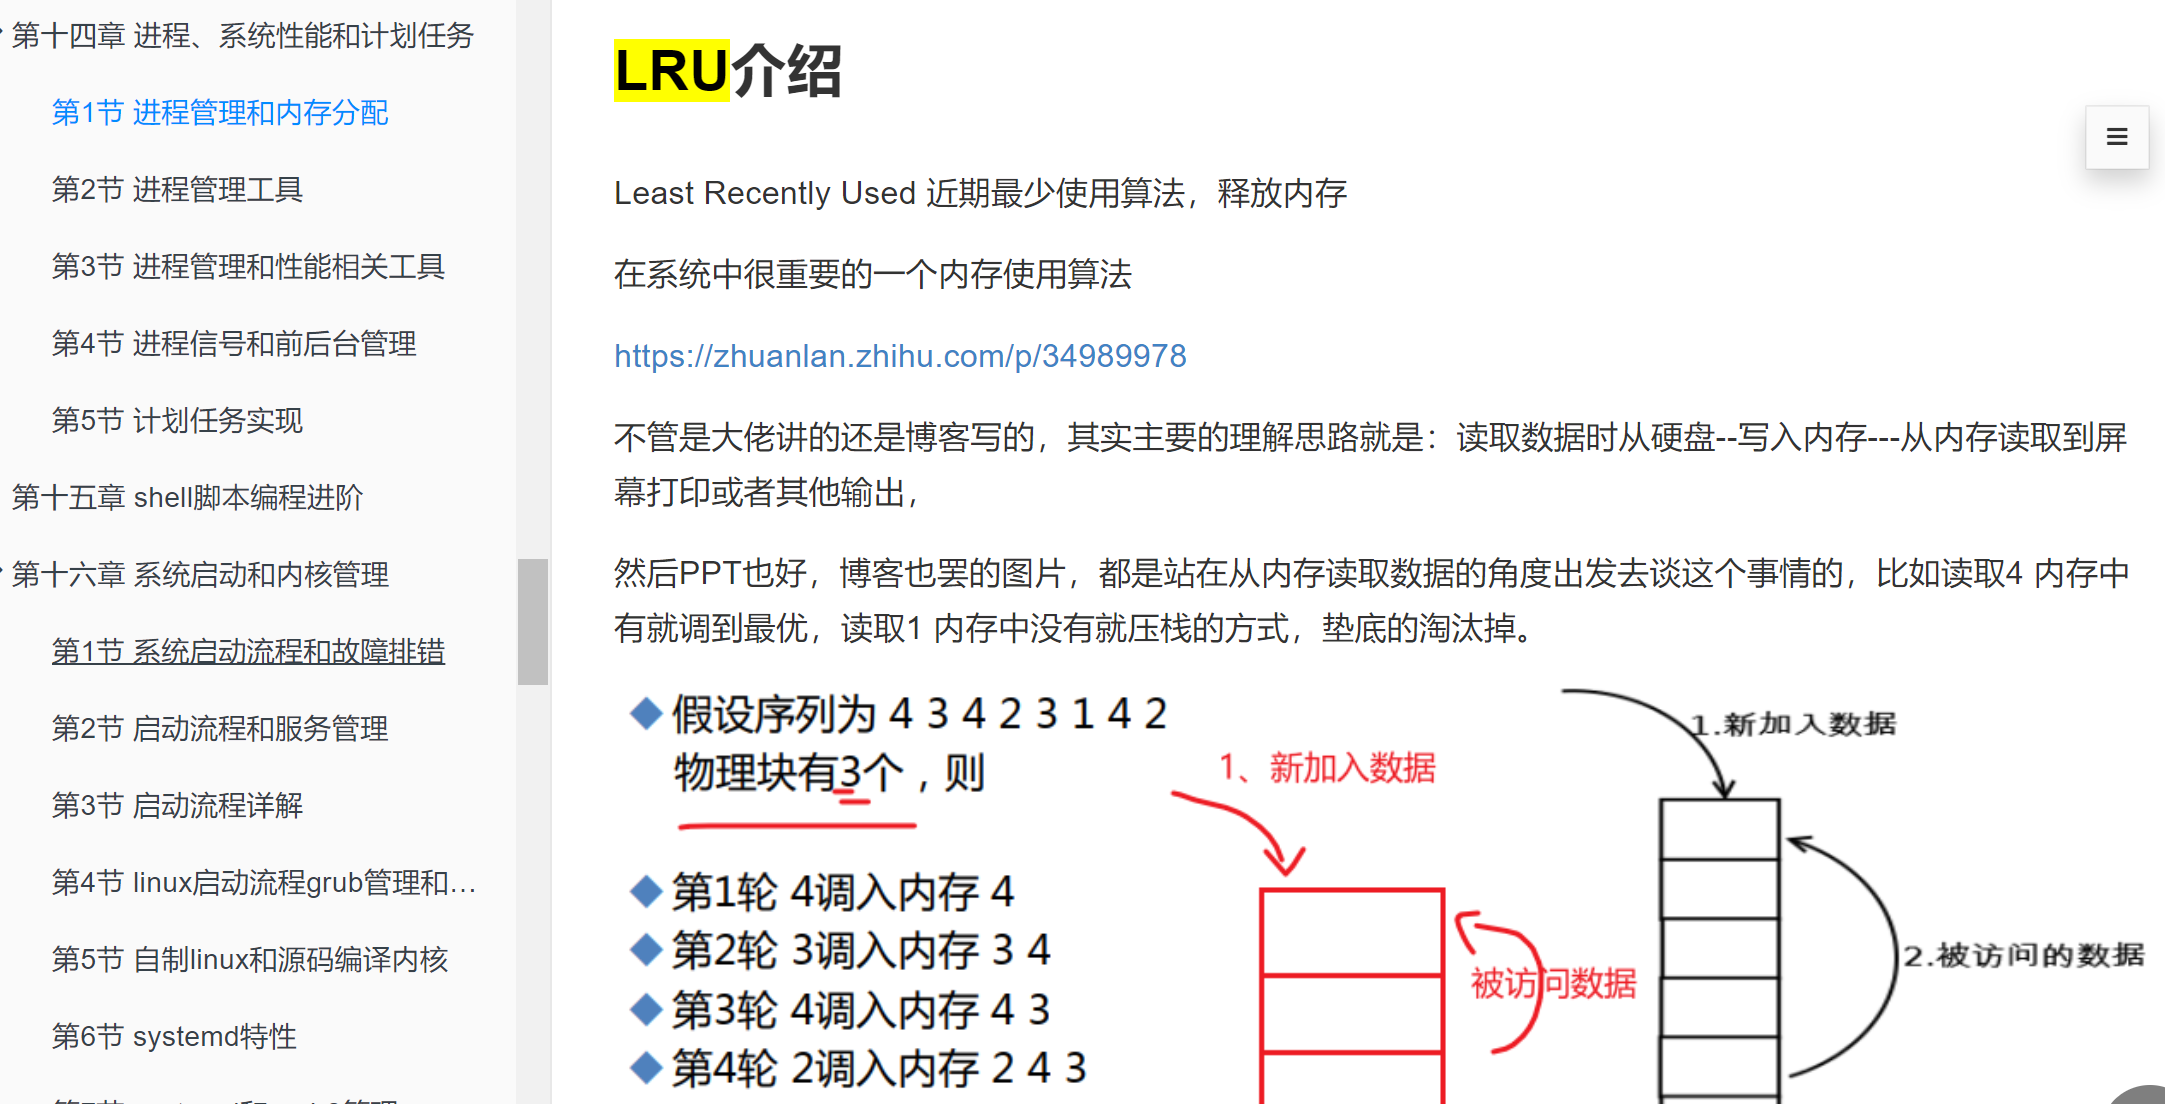 第十四章 进程、系统性能和计划任务
第1节 进程管理和内存分配
第2节 进程管理工具
第3节 进程管理和性能相关工具
第4节 进程信号和前后台管理
第5节 计划任务实现
第十五章 shell脚本编程进阶
第十六章 系统启动和内核管理
第1节 系统启动流程和故障排错
第2节 启动流程和服务管理
第3节 启动流程详解
第4节 linux启动流程grub管理和…
第5节 自制linux和源码编译内核
第6节 systemd特性
LRU介绍
Least Recently Used 近期最少使用算法，释放内存
在系统中很重要的一个内存使用算法
https://zhuanlan.zhihu.com/p/34989978
不管是大佬讲的还是博客写的，其实主要的理解思路就是：读取数据时从硬盘--写入内存---从内存读取到屏
幕打印或者其他输出，
然后PPT也好，博客也罢的图片，都是站在从内存读取数据的角度出发去谈这个事情的，比如读取4 内存中
有就调到最优，读取1 内存中没有就压栈的方式，垫底的淘汰掉。
假设序列为 4 3 4 2 3 1 4 2
物理块有3个，则
第1轮 4调入内存 4
第2轮 3调入内存 3 4
第3轮 4调入内存 4 3
第4轮 2调入内存 2 4 3
1、新加入数据
被访问数据
1.新加入数据
2.被访问的数据